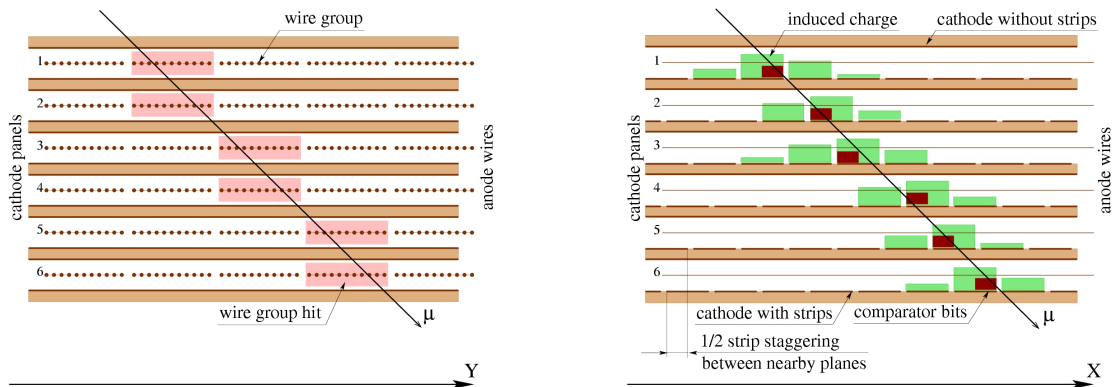 wire group
1
2
3
4
5
6
cathode panels
anode wires
wire group hit
μ
Y
induced charge
cathode without strips
1
2
3
4
5
6
cathode panels
anode wires
cathode with strips
comparator bits
μ
1/2 strip staggering
between nearby planes
X